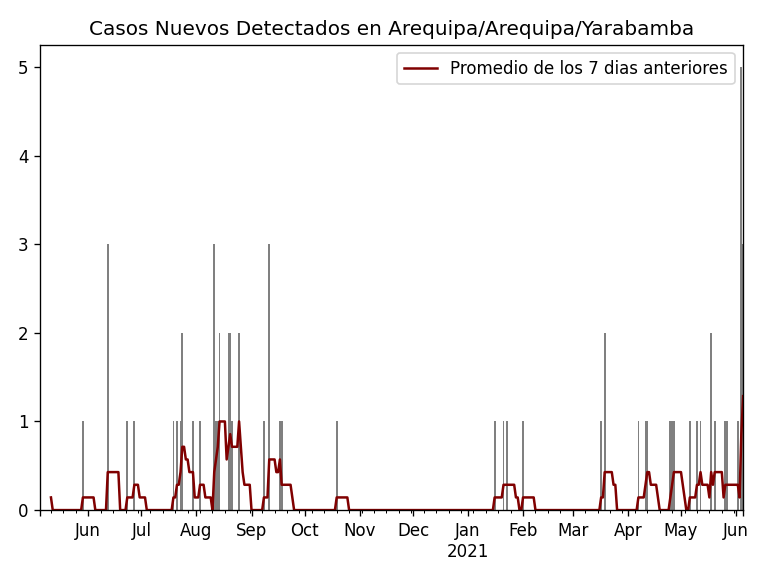 Casos Nuevos Detectados en Arequipa/Arequipa/Yarabamba
Promedio de los 7 dias anteriores
5
4
3
2
1
0
Jun Jul Aug Sep Oct Nov Dec Jan Feb Mar Apr May Jun
2021